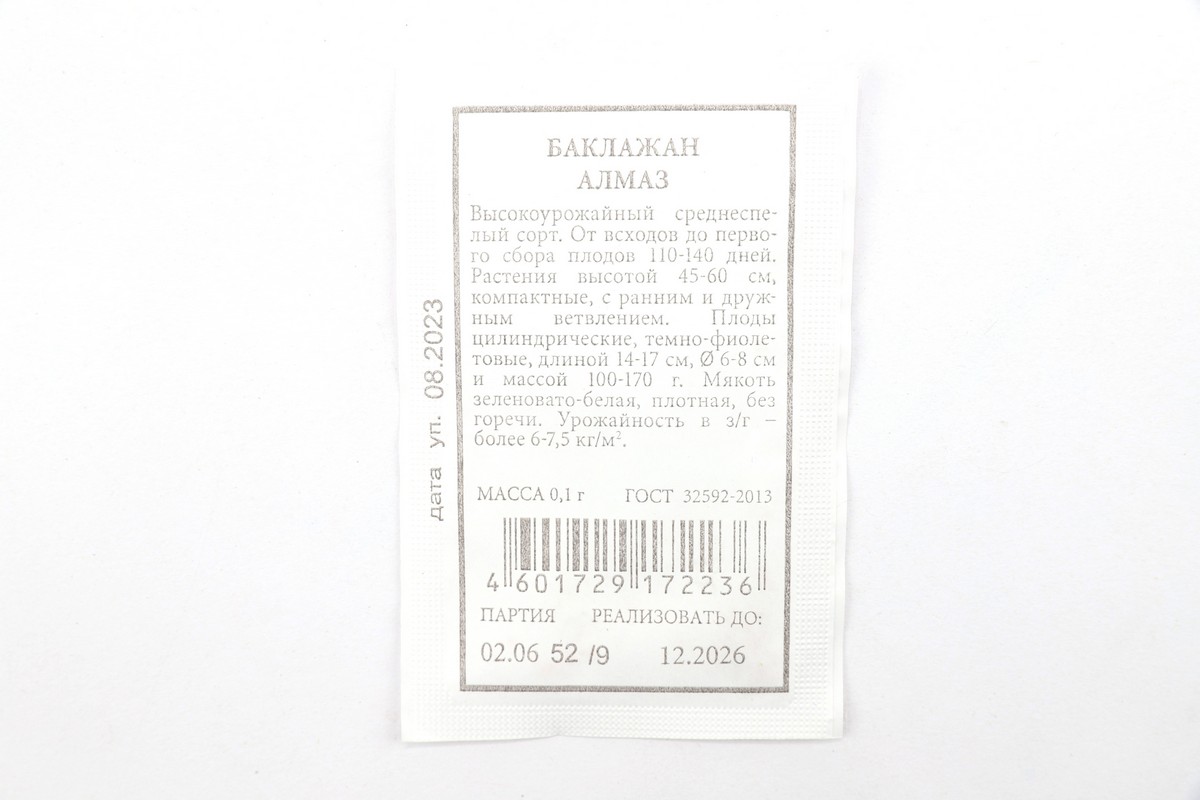 БАКЛАЖАН
АЛМАЗ
Высокоурожайный среднеспе-
лый сорт. От всходов до перво-
го сбора плодов 110-140 дней.
Растения высотой 45-60 см,
компактные, с ранним и друж-
ным ветвлением. Плоды
цилиндрические, темно-фиоле-
товые, длиной 14-17 см, Ø 6-8 см
и массой 100-170 г. Мякоть
зеленовато-белая, плотная, без
горечи. Урожайность в з/г –
более 6-7,5 кг/м².
МАССА 0,1 г ГОСТ 32592-2013
4 601729 172236
ПАРТИЯ РЕАЛИЗОВАТЬ ДО:
02.06 52 /9 12.2026
дата уп. 08.2023